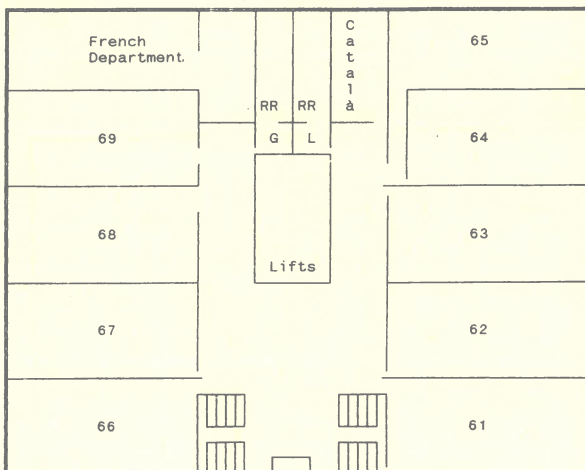 French
Department
C
a
t
a
l
à
65
RR RR
G L
69
64
68
63
Lifts
67
62
66
61